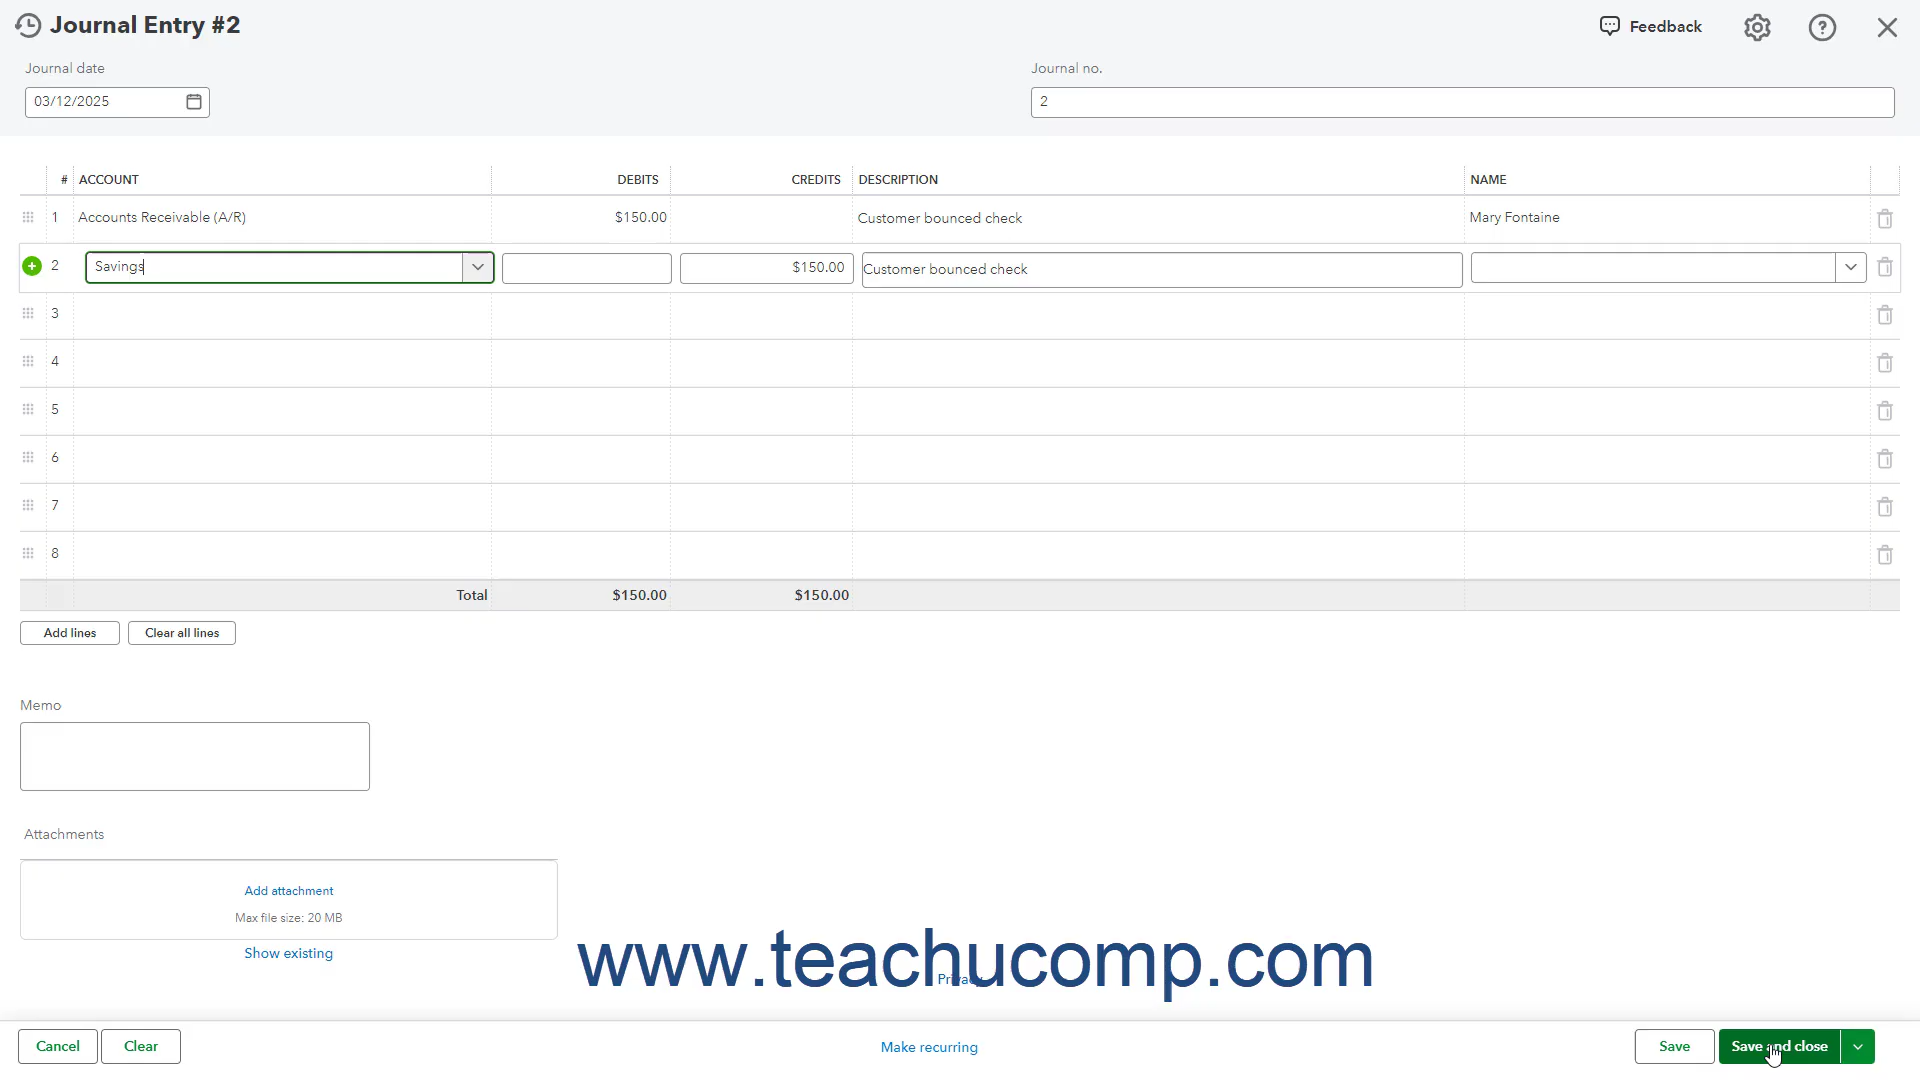 Journal Entry #2
Feedback
Journal date
Journal no.
03/12/2025
2
# ACCOUNT DEBITS CREDITS DESCRIPTION NAME
1 Accounts Receivable (A/R) $150.00 Customer bounced check Mary Fontaine
2 Savings $150.00 Customer bounced check
3
4
5
6
7
8
Total $150.00 $150.00
Add lines Clear all lines
Memo
Attachments
Add attachment
Max file size: 20 MB
Show existing
www.teachucomp.com
Privacy
Cancel Clear Make recurring Save Save and close